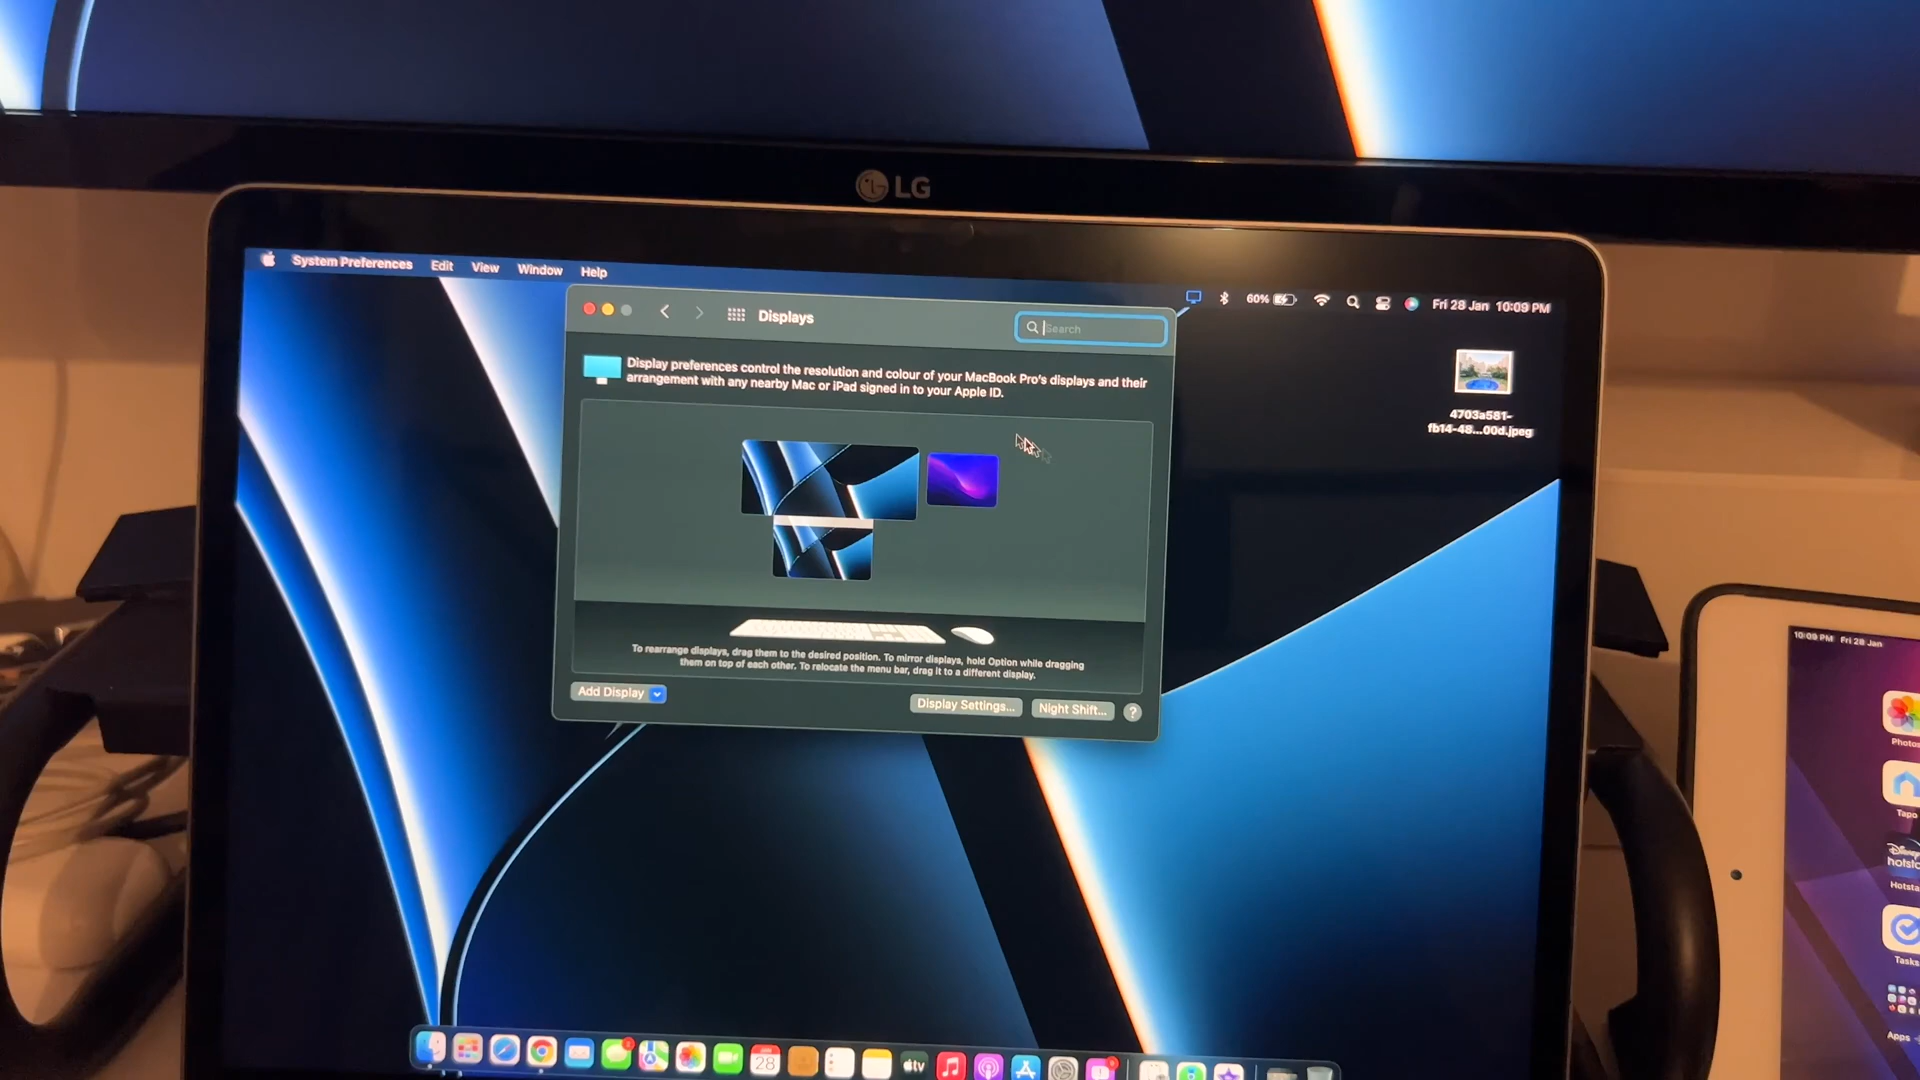 LG
System Preferences Edit View Window Help
60% Fri 28 Jan 10:09 PM
Displays
Search
Display preferences control the resolution and colour of your MacBook Pro's displays and their
arrangement with any nearby Mac or iPad signed in to your Apple ID.
4703a581-
fb14-48...00d.jpeg
To rearrange displays, drag them to the desired position. To mirror displays, hold Option while dragging
them on top of each other. To relocate the menu bar, drag it to a different display.
Add Display
Display Settings...
Night Shift...
?
28
tv
10:09 PM Fri 28 Jan
Photos
Tapo
Disney
Tasks
Apps